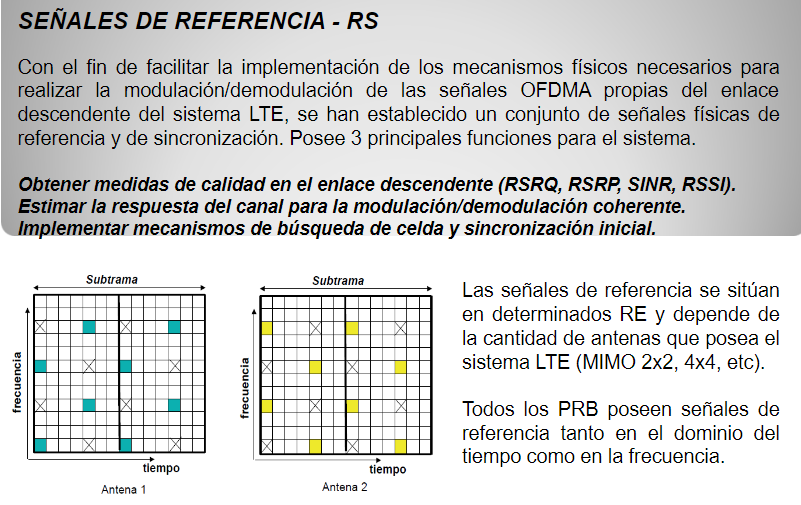 SEÑALES DE REFERENCIA - RS
Con el fin de facilitar la implementación de los mecanismos físicos necesarios para
realizar la modulación/demodulación de las señales OFDMA propias del enlace
descendente del sistema LTE, se han establecido un conjunto de señales físicas de
referencia y de sincronización. Posee 3 principales funciones para el sistema.
Obtener medidas de calidad en el enlace descendente (RSRQ, RSRP, SINR, RSSI).
Estimar la respuesta del canal para la modulación/demodulación coherente.
Implementar mecanismos de búsqueda de celda y sincronización inicial.
Subtrama
frecuencia
tiempo
Antena 1
Subtrama
frecuencia
tiempo
Antena 2
Las señales de referencia se sitúan
en determinados RE y depende de
la cantidad de antenas que posea el
sistema LTE (MIMO 2x2, 4x4, etc).
Todos los PRB poseen señales de
referencia tanto en el dominio del
tiempo como en la frecuencia.